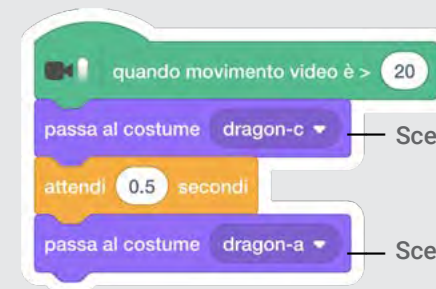 quando movimento video è > 20
passa al costume dragon-c
Sce
attendi 0.5 secondi
passa al costume dragon-a
Sce